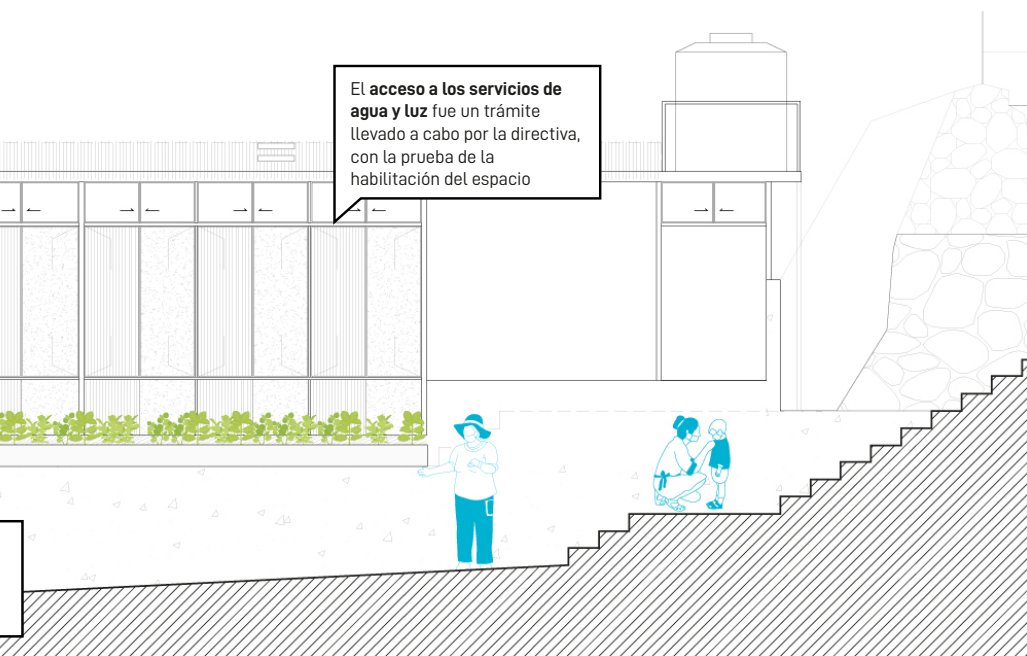 El acceso a los servicios de
agua y luz fue un trámite
llevado a cabo por la directiva,
con la prueba de la
habilitación del espacio